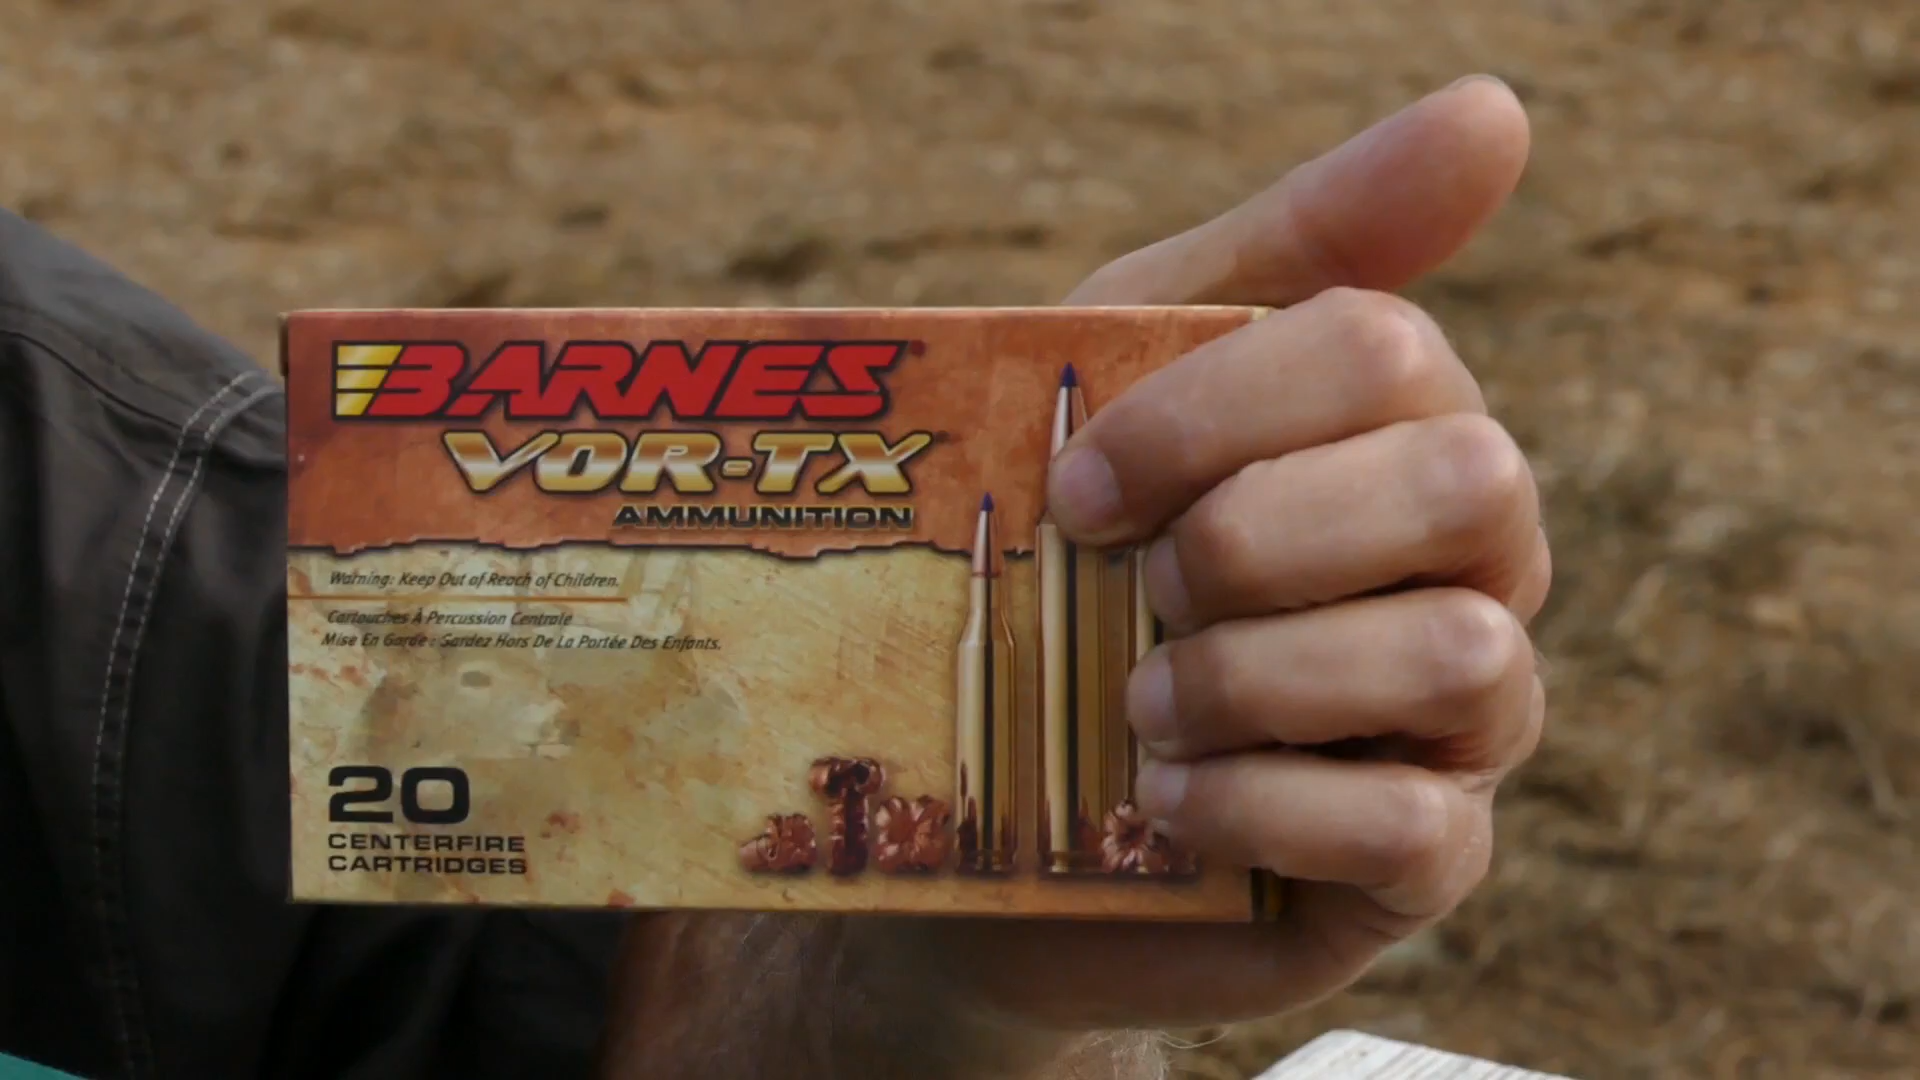 BARNES
VOR-TX
AMMUNITION
Warning: Keep Out of Reach of Children.
Cartouches À Percussion Centrale
Mise En Garde : Gardez Hors De La Portée Des Enfants.
20
CENTERFIRE
CARTRIDGES